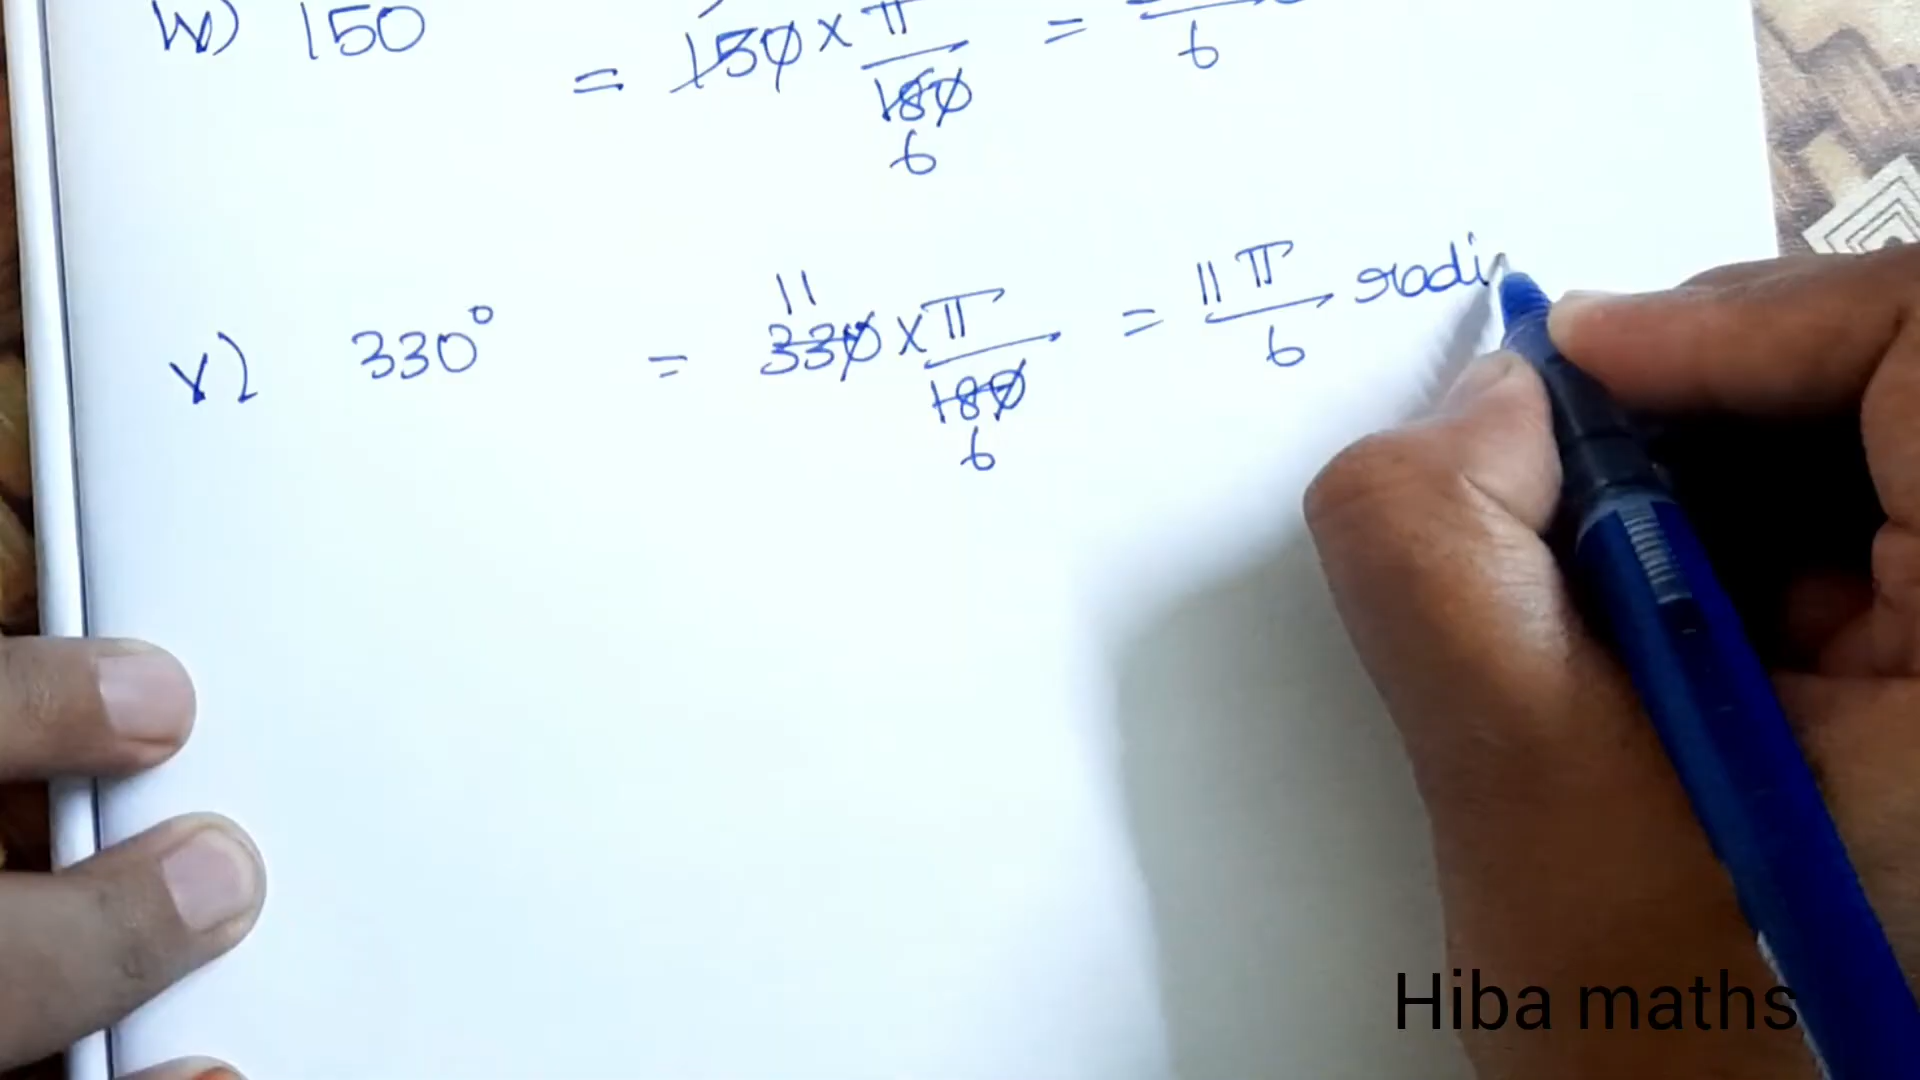 iv) 150 = 150 × π/180 = /6
6
v) 330° = 330 × π/180 = 11π/6 radi
11
6
Hiba maths